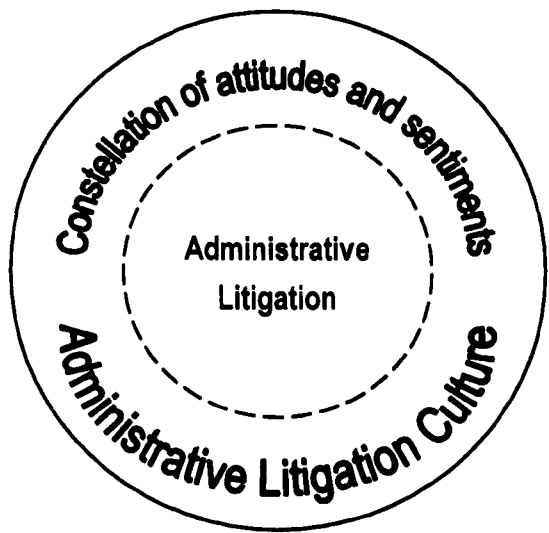 Constellation of attitudes and sentiments
Administrative
Litigation
Administrative Litigation Culture